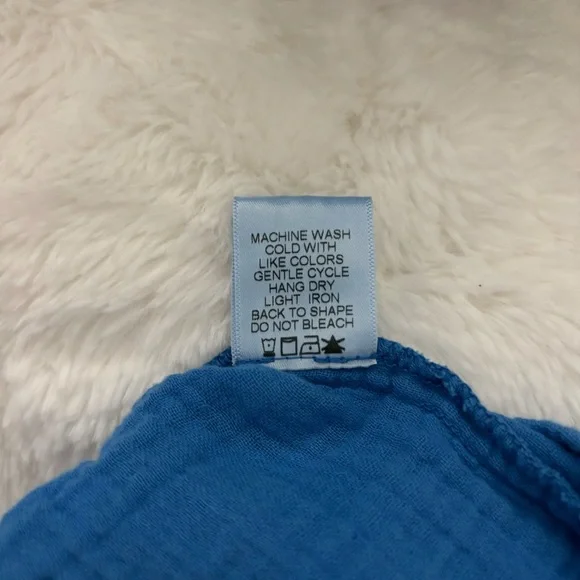 MACHINE WASH
COLD WITH
LIKE COLORS
GENTLE CYCLE
HANG DRY
LIGHT IRON
BACK TO SHAPE
DO NOT BLEACH